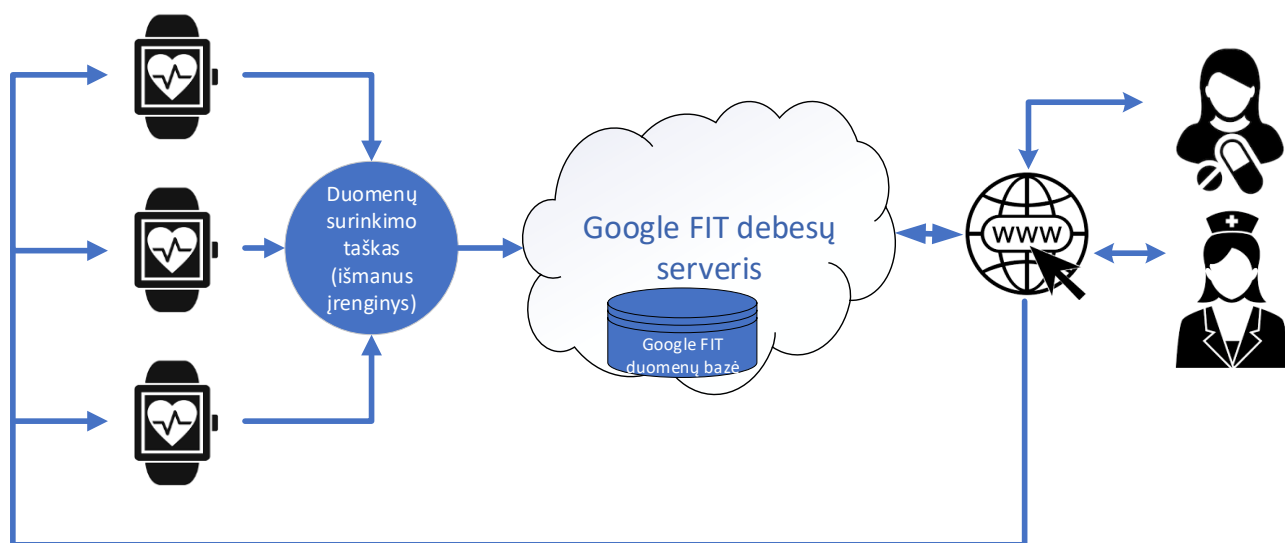 Duomenų
surinkimo
taškas
(išmanus
įrenginys)
Google FIT debesų
serveris
Google FIT
duomenų bazė
www